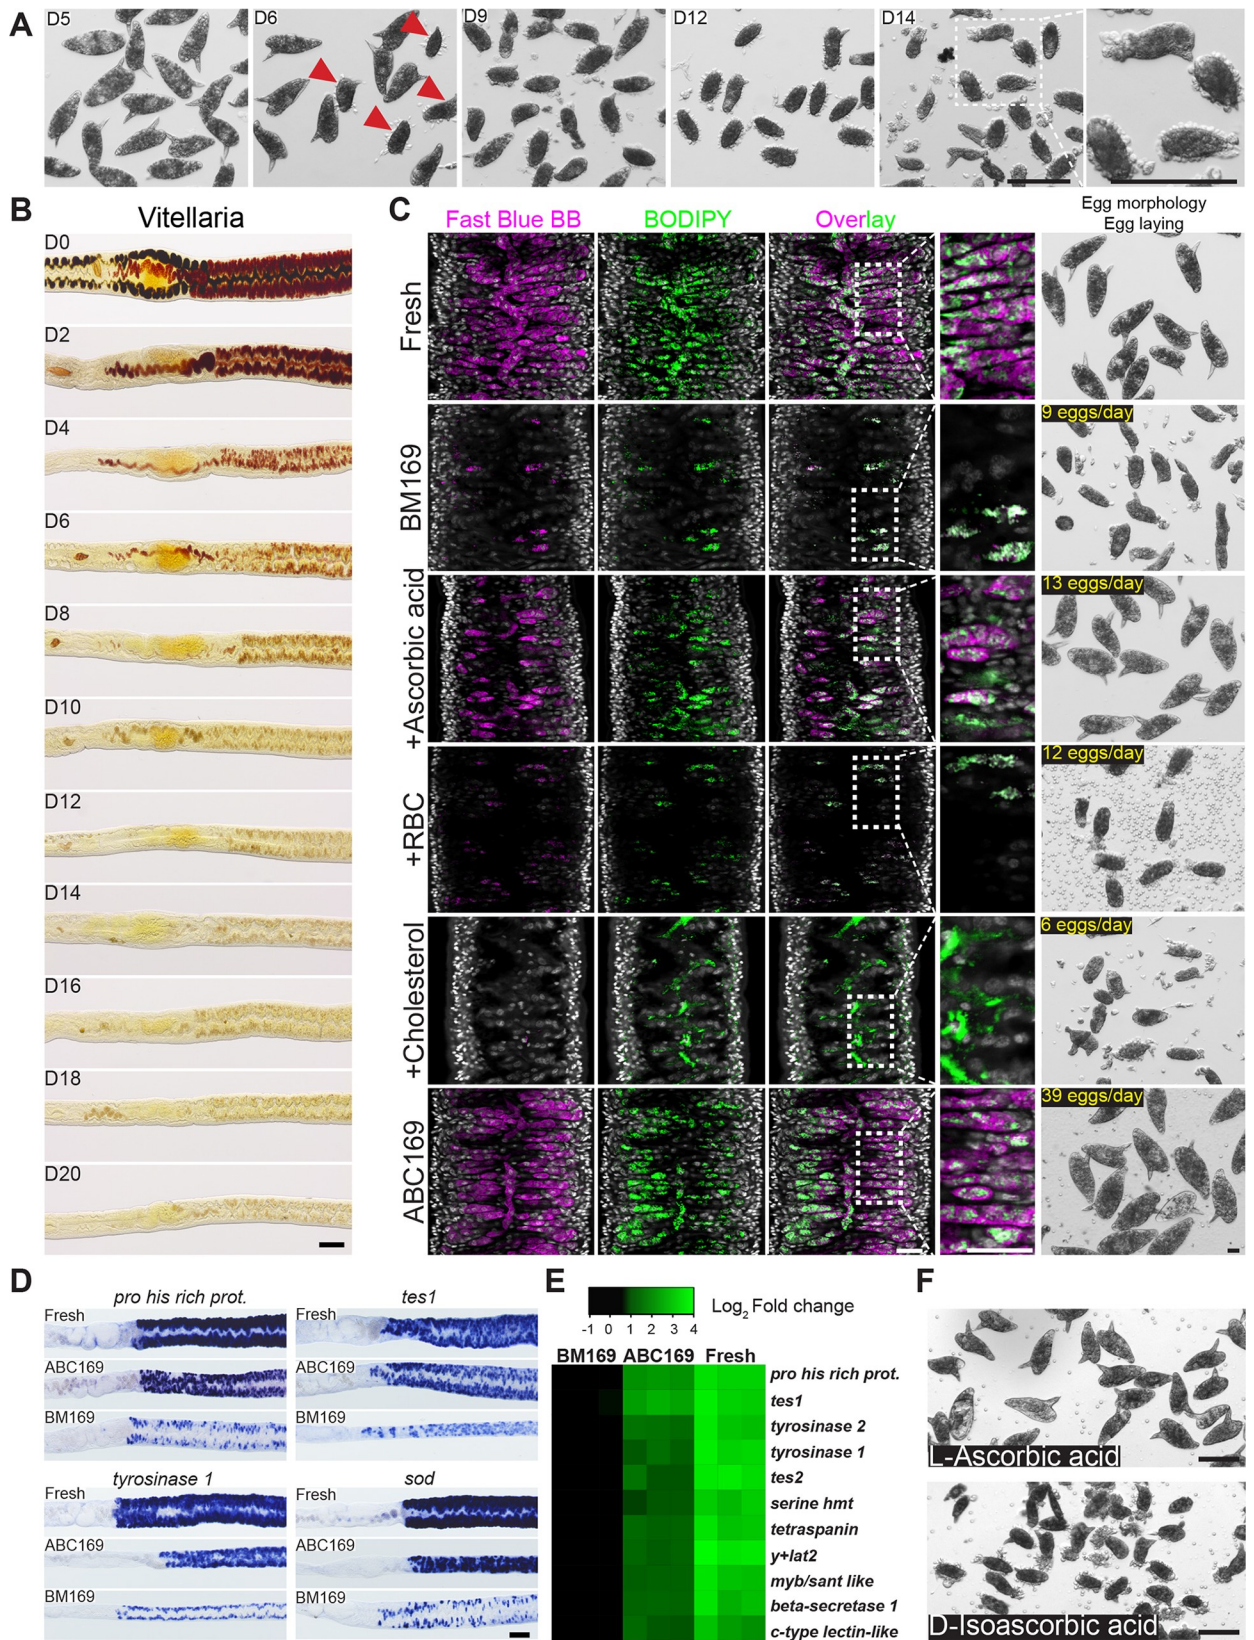 A
D5
D6
D9
D12
D14
B
Vitellaria
D0
D2
D4
D6
D8
D10
D12
D14
D16
D18
D20
C
Fast Blue BB
BODIPY
Overlay
Egg morphology
Egg laying
Fresh
BM169
9 eggs/day
+Ascorbic acid
13 eggs/day
+RBC
12 eggs/day
+Cholesterol
6 eggs/day
ABC169
39 eggs/day
D
pro his rich prot.
Fresh
ABC169
BM169
tes1
Fresh
ABC169
BM169
tyrosinase 1
Fresh
ABC169
BM169
sod
Fresh
ABC169
BM169
E
Log2 Fold change
-1 0 1 2 3 4
BM169 ABC169 Fresh
pro his rich prot.
tes1
tyrosinase 2
tyrosinase 1
tes2
serine hmt
tetraspanin
y+lat2
myb/sant like
beta-secretase 1
c-type lectin-like
F
L-Ascorbic acid
D-Isoascorbic acid